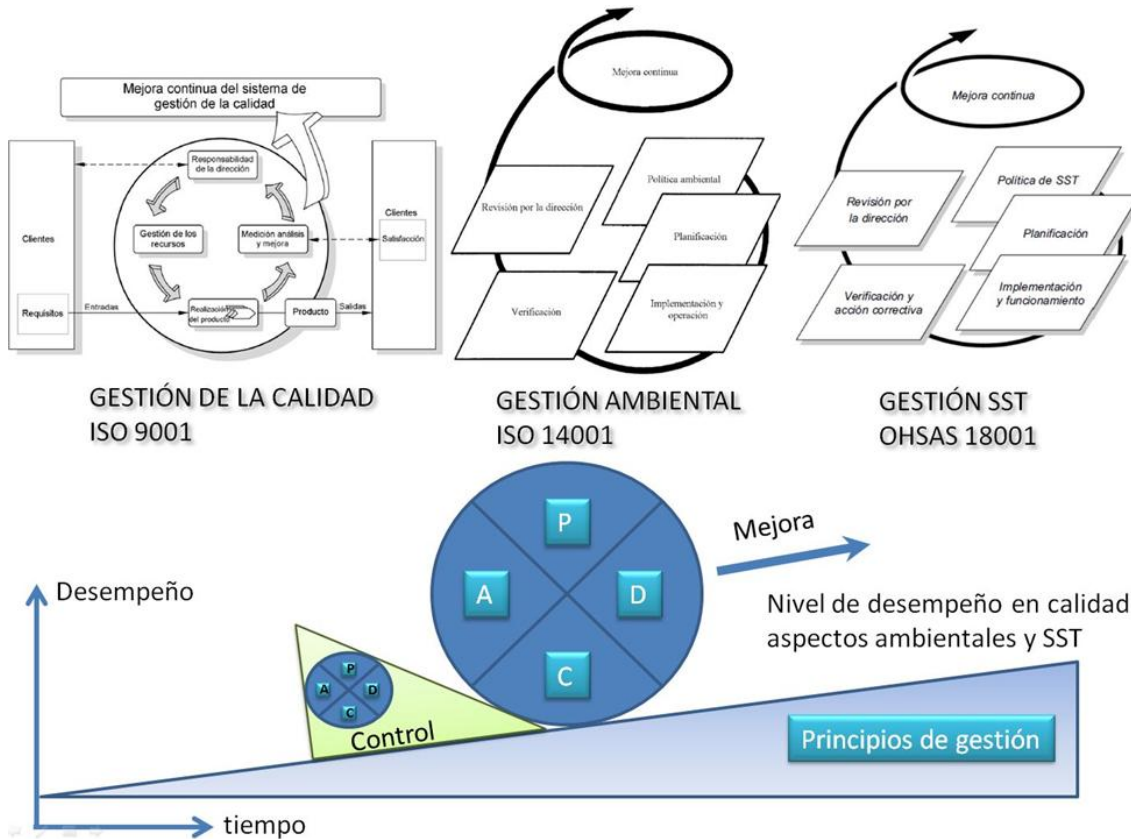 Mejora continua del sistema de
gestión de la calidad
Responsabilidad
de la dirección
Clientes
Gestión de los
recursos
Medición análisis
y mejora
Clientes
Satisfacción
Requisitos
Entradas
Realización
del producto
Producto
Salidas
GESTIÓN DE LA CALIDAD
ISO 9001
Mejora continua
Política ambiental
Revisión por la dirección
Planificación
Verificación
Implementación y
operación
GESTIÓN AMBIENTAL
ISO 14001
Mejora continua
Política de SST
Revisión por
la dirección
Planificación
Verificación y
acción correctiva
Implementación
y funcionamiento
GESTIÓN SST
OHSAS 18001
Desempeño
P
A
D
C
Control
P
A
D
C
Mejora
Nivel de desempeño en calidad
aspectos ambientales y SST
Principios de gestión
tiempo